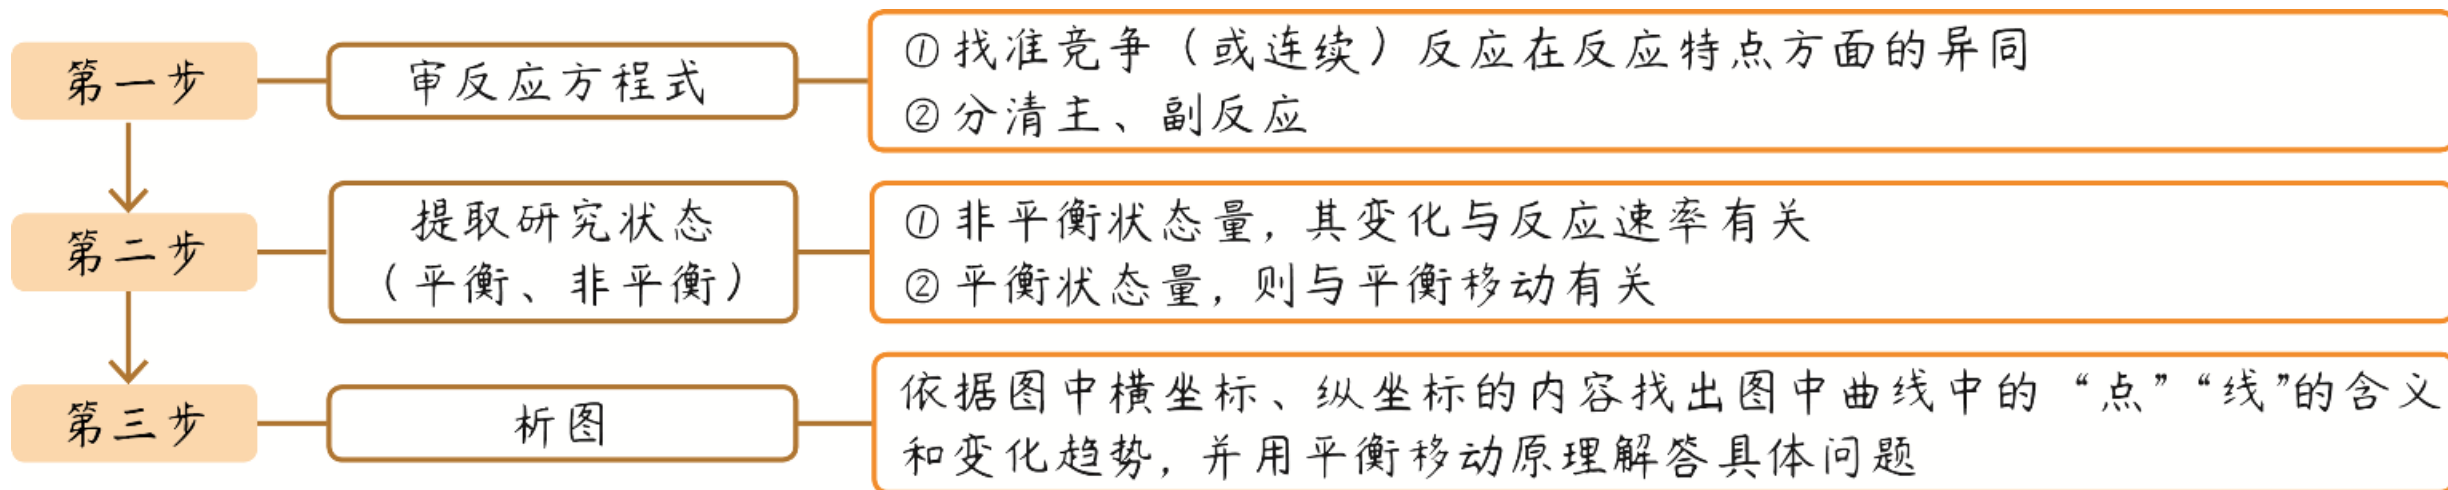 第一步
审反应方程式
①找准竞争（或连续）反应在反应特点方面的异同
②分清主、副反应
第二步
提取研究状态
（平衡、非平衡）
①非平衡状态量，其变化与反应速率有关
②平衡状态量，则与平衡移动有关
第三步
析图
依据图中横坐标、纵坐标的内容找出图中曲线中的“点”“线”的含义
和变化趋势，并用平衡移动原理解答具体问题